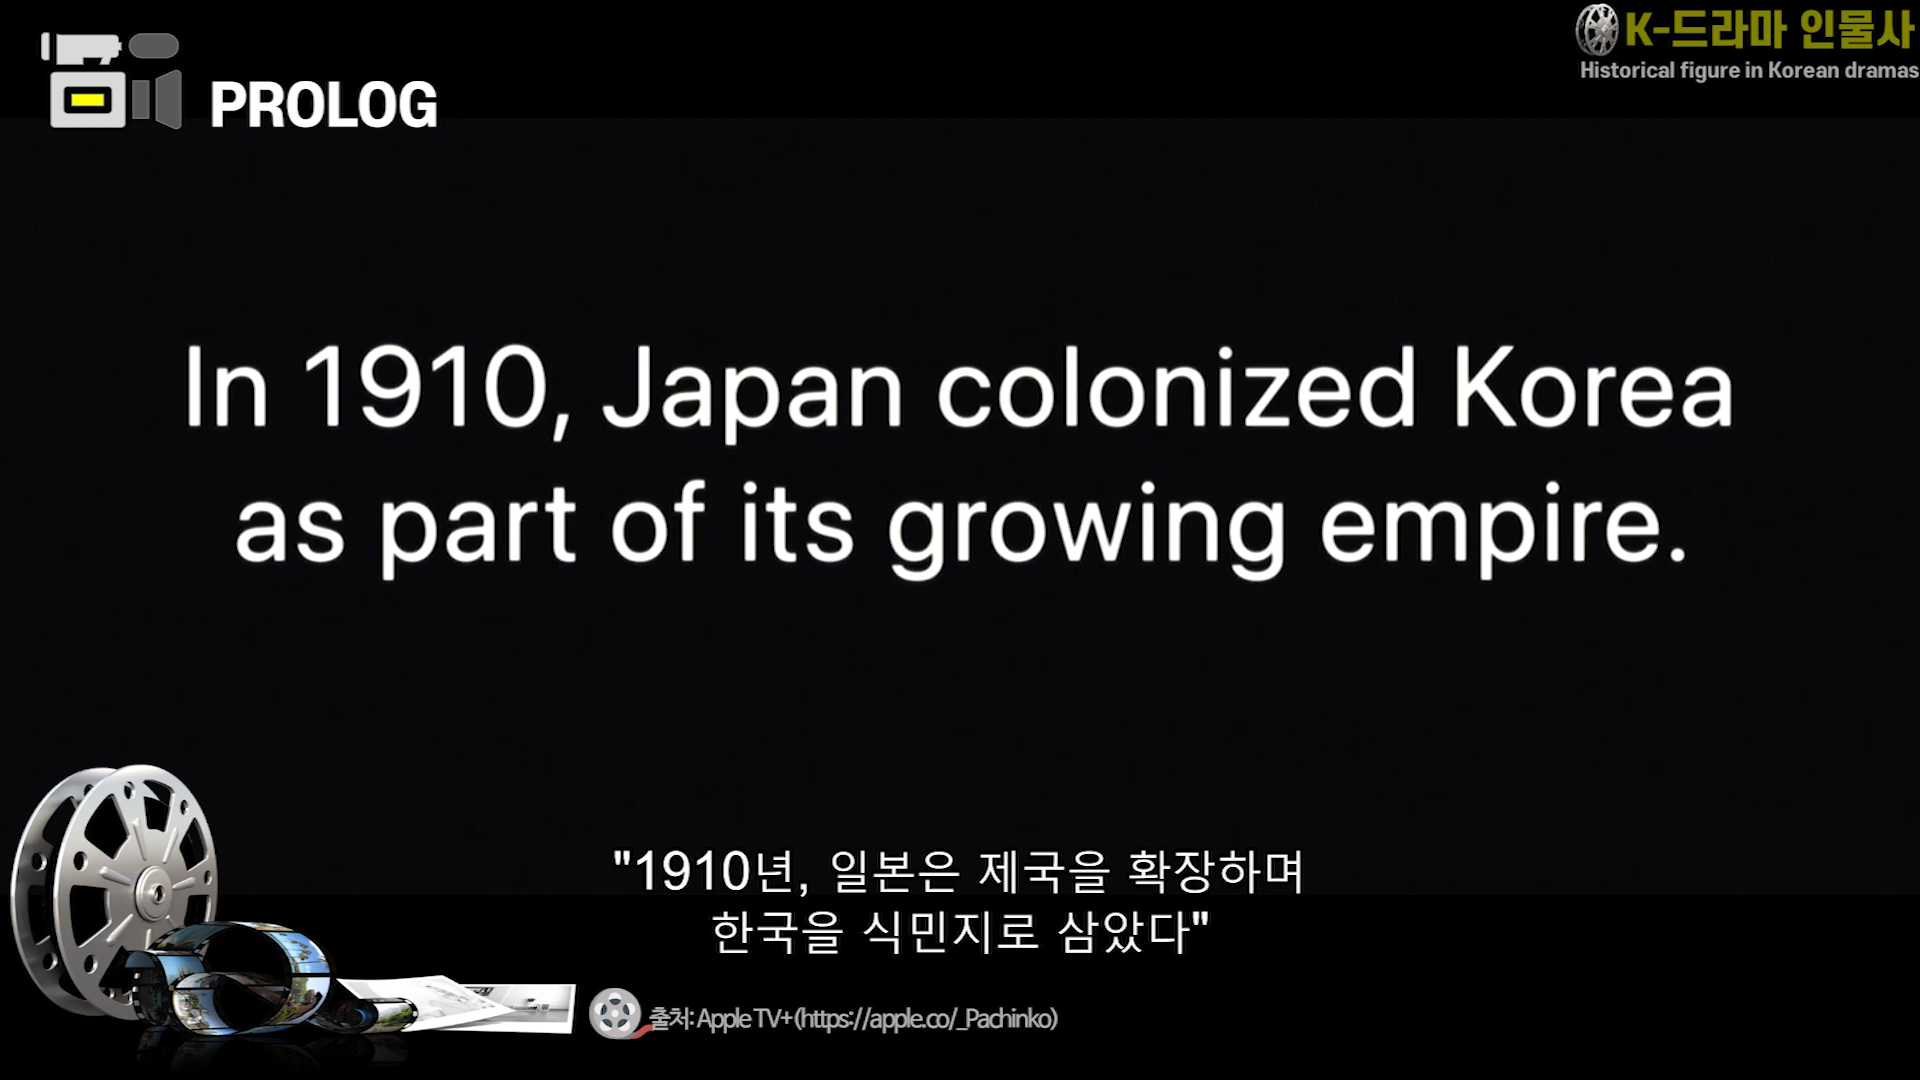 K-드라마 인물사
Historical figure in Korean dramas
PROLOG
In 1910, Japan colonized Korea
as part of its growing empire.
"1910년, 일본은 제국을 확장하며
한국을 식민지로 삼았다"
출처: Apple TV+(https://apple.co/_Pachinko)